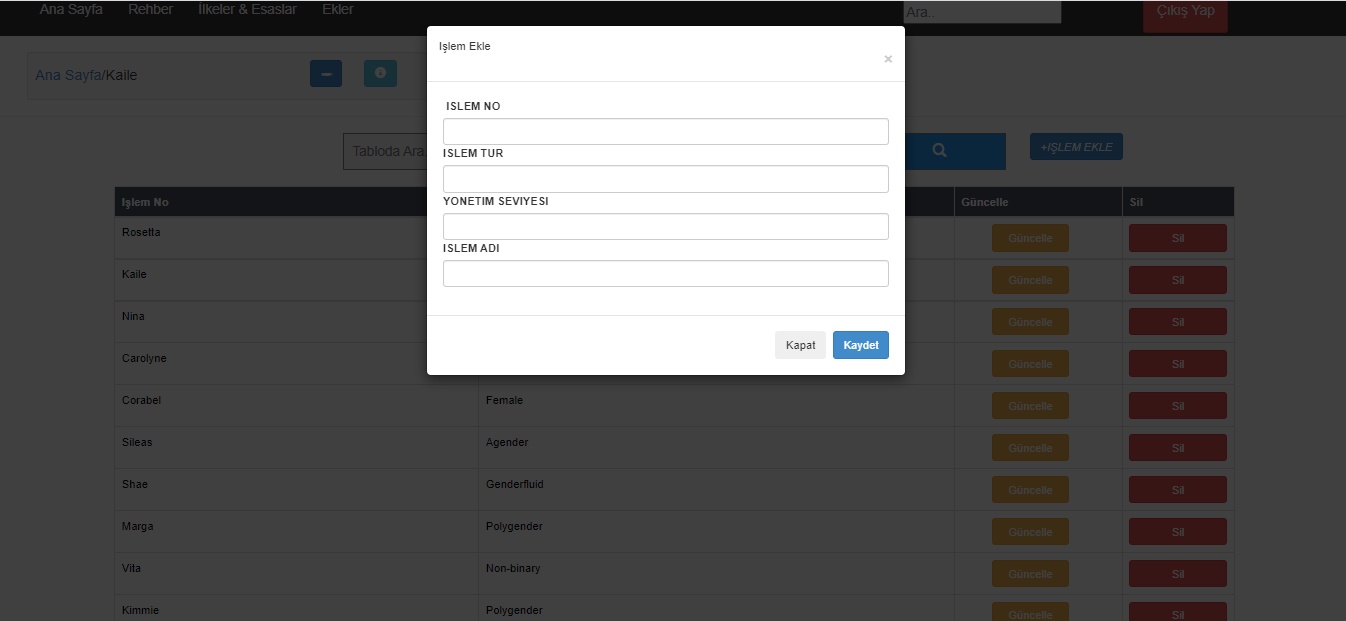 Ana Sayfa Rehber İlkeler & Esaslar Ekler Ara.. Çıkış Yap
Işlem Ekle
×
Ana Sayfa/Kaile
ISLEM NO
ISLEM TUR
YONETIM SEVIYESI
ISLEM ADI
Kapat Kaydet
Tabloda Ara. +IŞLEM EKLE
Işlem No Güncelle Sil
Rosetta Güncelle Sil
Kaile Güncelle Sil
Nina Güncelle Sil
Carolyne Güncelle Sil
Corabel Female Güncelle Sil
Sileas Agender Güncelle Sil
Shae Genderfluid Güncelle Sil
Marga Polygender Güncelle Sil
Vita Non-binary Güncelle Sil
Kimmie Polygender Güncelle Sil